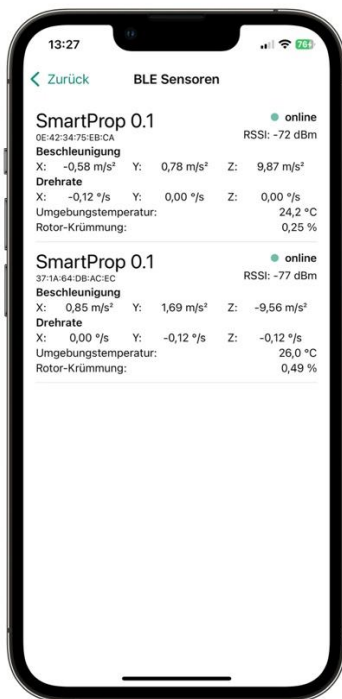 13:27
76
Zurück
BLE Sensoren
SmartProp 0.1
online
0E:42:34:75:EB:CA
RSSI: -72 dBm
Beschleunigung
X: -0,58 m/s² Y: 0,78 m/s² Z: 9,87 m/s²
Drehrate
X: -0,12 °/s Y: 0,00 °/s Z: 0,00 °/s
Umgebungstemperatur: 24,2 °C
Rotor-Krümmung: 0,25 %
SmartProp 0.1
online
37:1A:64:DB:AC:EC
RSSI: -77 dBm
Beschleunigung
X: 0,85 m/s² Y: 1,69 m/s² Z: -9,56 m/s²
Drehrate
X: 0,00 °/s Y: -0,12 °/s Z: -0,12 °/s
Umgebungstemperatur: 26,0 °C
Rotor-Krümmung: 0,49 %